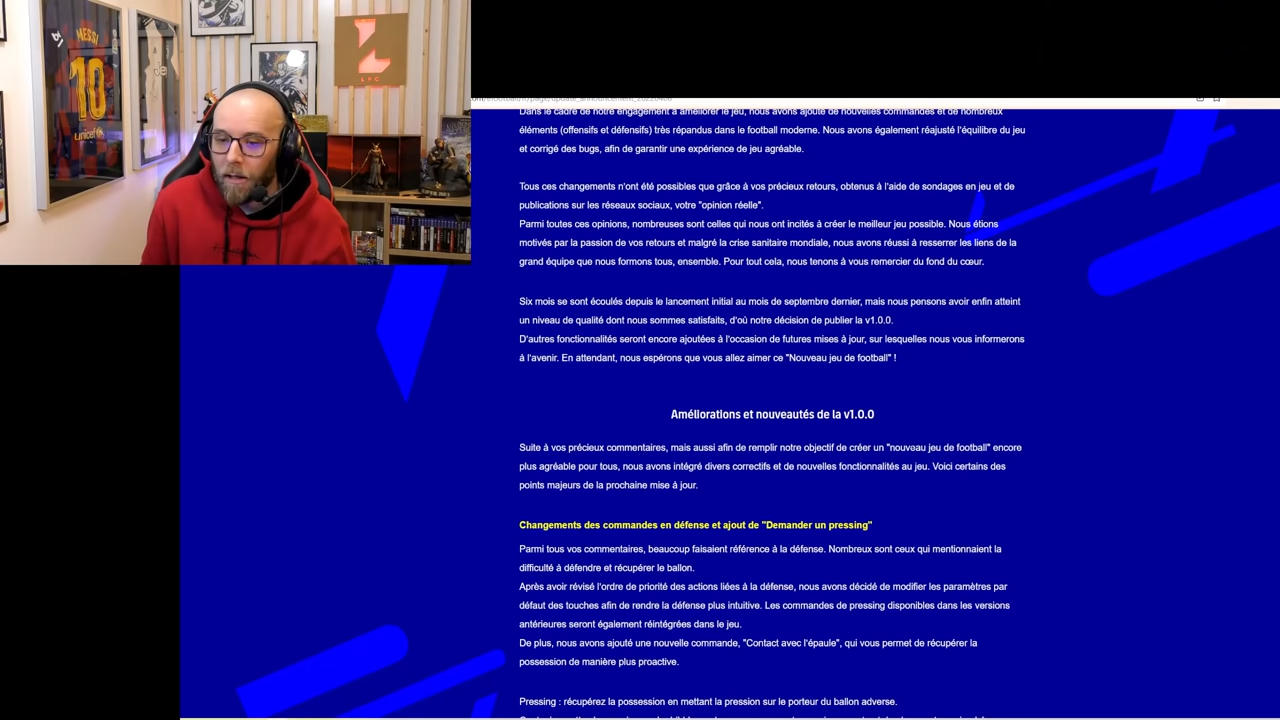 MESSI
10
unicef
LFC
Dans le cadre de notre engagement à améliorer le jeu, nous avons ajouté de nouvelles commandes et de nombreux
éléments (offensifs et défensifs) très répandus dans le football moderne. Nous avons également réajusté l'équilibre du jeu
et corrigé des bugs, afin de garantir une expérience de jeu agréable.
Tous ces changements n'ont été possibles que grâce à vos précieux retours, obtenus à l'aide de sondages en jeu et de
publications sur les réseaux sociaux, votre "opinion réelle".
Parmi toutes ces opinions, nombreuses sont celles qui nous ont incités à créer le meilleur jeu possible. Nous étions
motivés par la passion de vos retours et malgré la crise sanitaire mondiale, nous avons réussi à resserrer les liens de la
grande équipe que nous formons tous, ensemble. Pour tout cela, nous tenons à vous remercier du fond du cœur.
Six mois se sont écoulés depuis le lancement initial au mois de septembre dernier, mais nous pensons avoir enfin atteint
un niveau de qualité dont nous sommes satisfaits, d'où notre décision de publier la v1.0.0.
D'autres fonctionnalités seront encore ajoutées à l'occasion de futures mises à jour, sur lesquelles nous vous informerons
à l'avenir. En attendant, nous espérons que vous allez aimer ce "Nouveau jeu de football" !
Améliorations et nouveautés de la v1.0.0
Suite à vos précieux commentaires, mais aussi afin de remplir notre objectif de créer un "nouveau jeu de football" encore
plus agréable pour tous, nous avons intégré divers correctifs et de nouvelles fonctionnalités au jeu. Voici certains des
points majeurs de la prochaine mise à jour.
Changements des commandes en défense et ajout de "Demander un pressing"
Parmi tous vos commentaires, beaucoup faisaient référence à la défense. Nombreux sont ceux qui mentionnaient la
difficulté à défendre et récupérer le ballon.
Après avoir révisé l'ordre de priorité des actions liées à la défense, nous avons décidé de modifier les paramètres par
défaut des touches afin de rendre la défense plus intuitive. Les commandes de pressing disponibles dans les versions
antérieures seront également réintégrées dans le jeu.
De plus, nous avons ajouté une nouvelle commande, "Contact avec l'épaule", qui vous permet de récupérer la
possession de manière plus proactive.
Pressing : récupérez la possession en mettant la pression sur le porteur du ballon adverse.